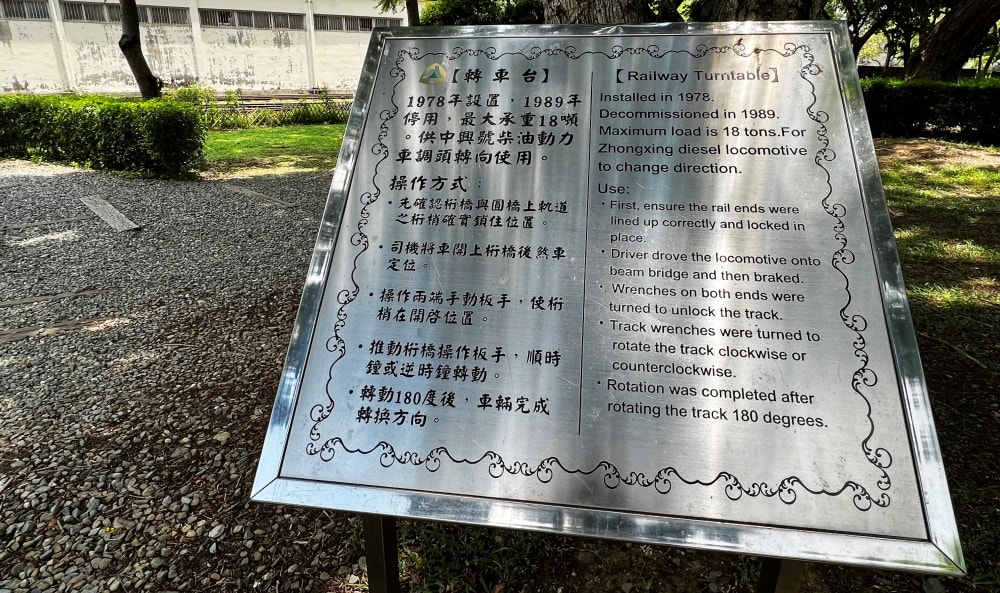 【轉車台】
1978年設置，1989年
停用，最大承重18噸
。供中興號柴油動力
車調頭轉向使用。
操作方式：
・先確認桁橋與圓橋上軌道
之桁梢確實鎖住位置。
・司機將車開上桁橋後煞車
定位。
・操作兩端手動板手，使桁
梢在開啓位置。
・推動桁橋操作板手，順時
鐘或逆時鐘轉動。
・轉動180度後，車輛完成
轉換方向。
【Railway Turntable】
Installed in 1978.
Decommissioned in 1989.
Maximum load is 18 tons.For
Zhongxing diesel locomotive
to change direction.
Use:
・First, ensure the rail ends were
lined up correctly and locked in
place.
・Driver drove the locomotive onto
beam bridge and then braked.
・Wrenches on both ends were
turned to unlock the track.
・Track wrenches were turned to
rotate the track clockwise or
counterclockwise.
・Rotation was completed after
rotating the track 180 degrees.